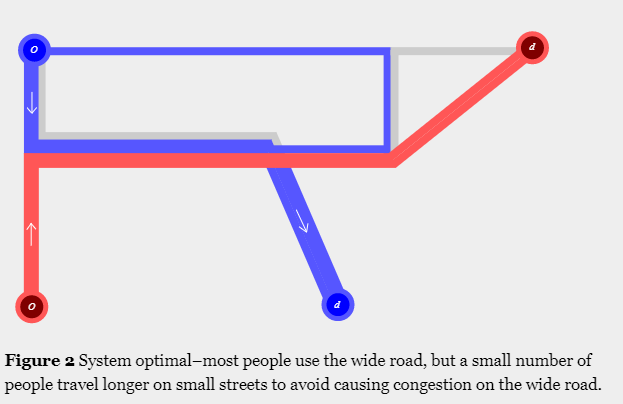 O
d
O
d
Figure 2 System optimal–most people use the wide road, but a small number of
people travel longer on small streets to avoid causing congestion on the wide road.